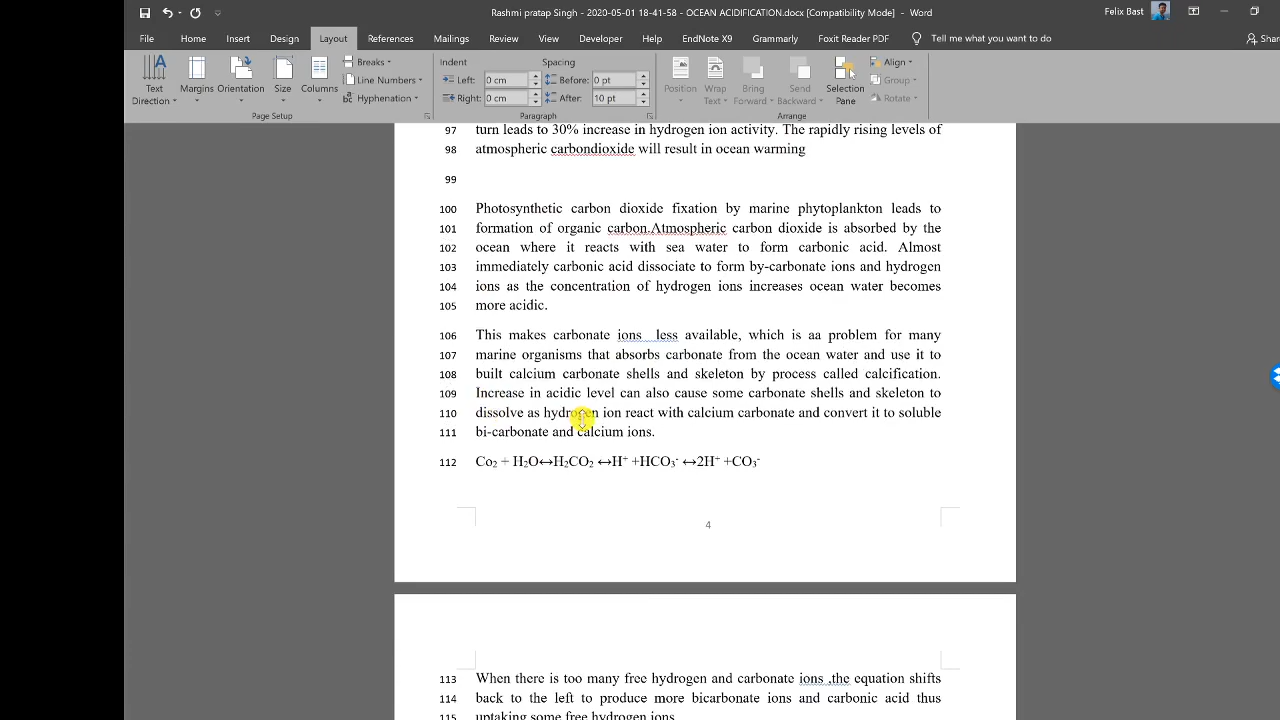 Rashmi pratap Singh - 2020-05-01 18-41-58 - OCEAN ACIDIFICATION.docx [Compatibility Mode] - Word
Felix Bast
File Home Insert Design Layout References Mailings Review View Developer Help EndNote X9 Grammarly Foxit Reader PDF Tell me what you want to do Shar
Text Direction
Margins
Orientation
Size
Columns
Breaks
Line Numbers
Hyphenation
Page Setup
Indent
Left: 0 cm
Right: 0 cm
Spacing
Before: 0 pt
After: 10 pt
Paragraph
Position
Wrap Text
Bring Forward
Send Backward
Selection Pane
Align
Group
Rotate
Arrange
97 turn leads to 30% increase in hydrogen ion activity. The rapidly rising levels of
98 atmospheric carbondioxide will result in ocean warming
99
100 Photosynthetic carbon dioxide fixation by marine phytoplankton leads to
101 formation of organic carbon.Atmospheric carbon dioxide is absorbed by the
102 ocean where it reacts with sea water to form carbonic acid. Almost
103 immediately carbonic acid dissociate to form by-carbonate ions and hydrogen
104 ions as the concentration of hydrogen ions increases ocean water becomes
105 more acidic.
106 This makes carbonate ions less available, which is aa problem for many
107 marine organisms that absorbs carbonate from the ocean water and use it to
108 built calcium carbonate shells and skeleton by process called calcification.
109 Increase in acidic level can also cause some carbonate shells and skeleton to
110 dissolve as hydrogen ion react with calcium carbonate and convert it to soluble
111 bi-carbonate and calcium ions.
112 Co₂ + H₂O↔H₂CO₂ ↔H⁺ +HCO₃⁻ ↔2H⁺ +CO₃⁻
4
113 When there is too many free hydrogen and carbonate ions ,the equation shifts
114 back to the left to produce more bicarbonate ions and carbonic acid thus
115 uptaking some free hydrogen ions